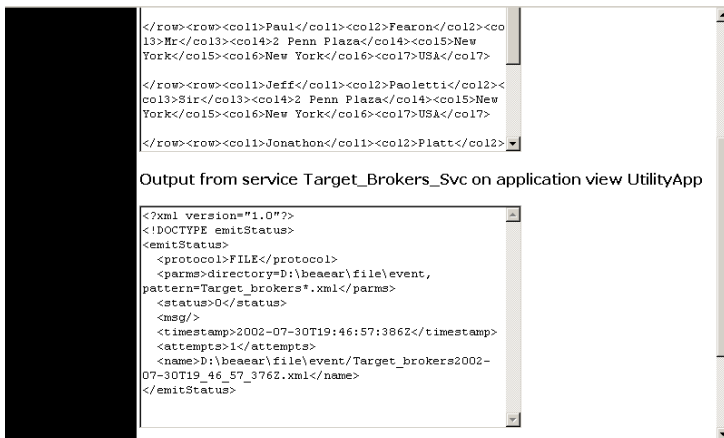 </row><row><col1>Paul</col1><col2>Fearon</col2><co
l3>Mr</col3><col4>2 Penn Plaza</col4><col5>New
York</col5><col6>New York</col6><col7>USA</col7>
</row><row><col1>Jeff</col1><col2>Paoletti</col2><
col3>Sir</col3><col4>2 Penn Plaza</col4><col5>New
York</col5><col6>New York</col6><col7>USA</col7>
</row><row><col1>Jonathon</col1><col2>Platt</col2>
Output from service Target_Brokers_Svc on application view UtilityApp
<?xml version="1.0"?>
<!DOCTYPE emitStatus>
<emitStatus>
<protocol>FILE</protocol>
<parms>directory=D:\beaear\file\event,
pattern=Target_brokers*.xml</parms>
<status>0</status>
<msg/>
<timestamp>2002-07-30T19:46:57:386Z</timestamp>
<attempts>1</attempts>
<name>D:\beaear\file\event/Target_brokers2002-
07-30T19_46_57_376Z.xml</name>
</emitStatus>